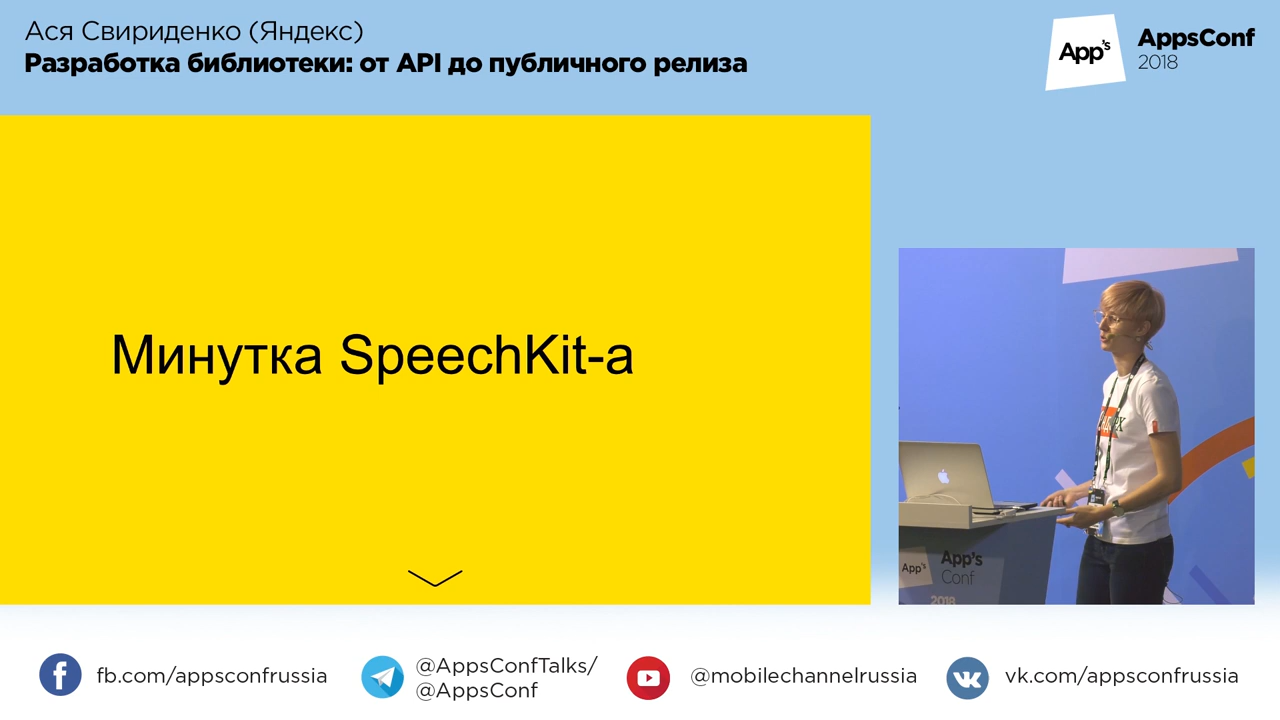 Ася Свириденко (Яндекс)
Разработка библиотеки: от API до публичного релиза
App's
AppsConf
2018
Минутка SpeechKit-а
App's
App's
Conf
2018
fb.com/appsconfrussia
@AppsConfTalks/
@AppsConf
@mobilechannelrussia
vk.com/appsconfrussia